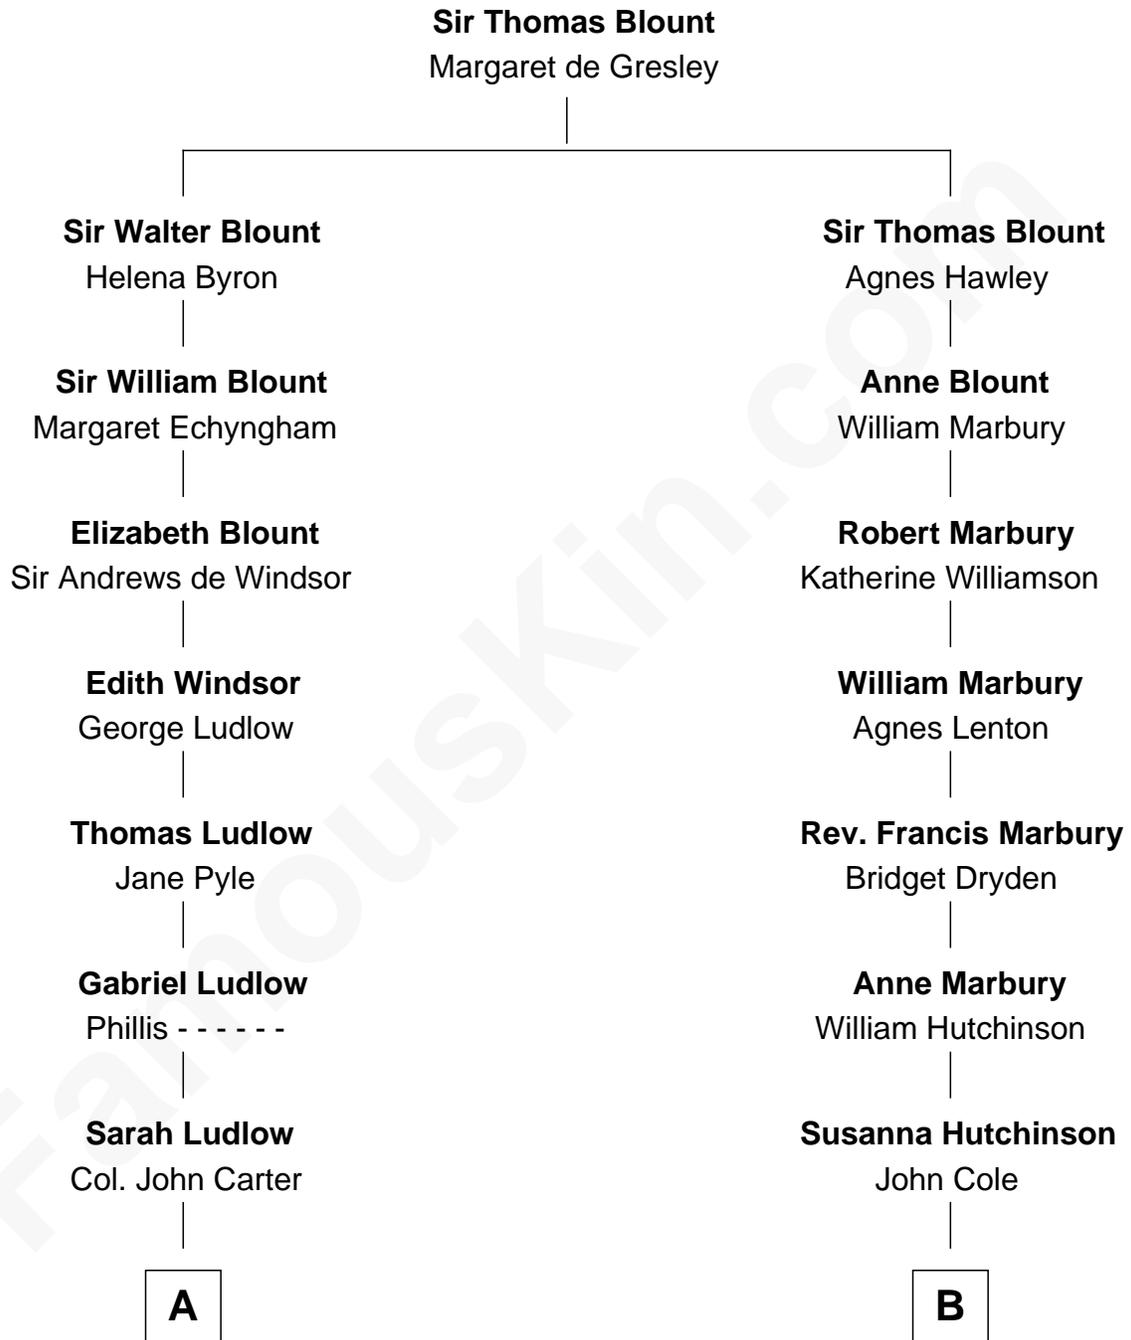 Sir Thomas Blount
Margaret de Gresley
Sir Walter Blount
Helena Byron
Sir Thomas Blount
Agnes Hawley
Sir William Blount
Margaret Echyngham
Anne Blount
William Marbury
Elizabeth Blount
Sir Andrews de Windsor
Robert Marbury
Katherine Williamson
Edith Windsor
George Ludlow
William Marbury
Agnes Lenton
Thomas Ludlow
Jane Pyle
Rev. Francis Marbury
Bridget Dryden
Gabriel Ludlow
Phillis - - - - - -
Anne Marbury
William Hutchinson
Sarah Ludlow
Col. John Carter
Susanna Hutchinson
John Cole
A
B
FamousKin.com